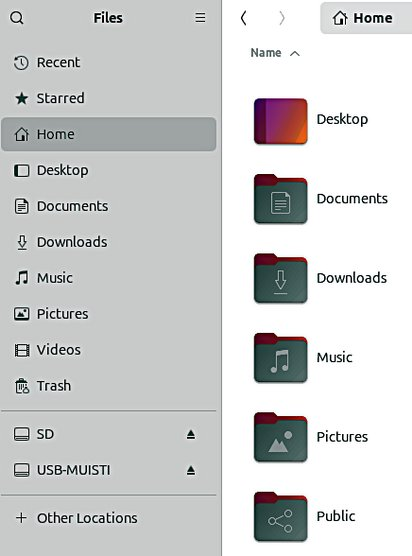 Files
Recent
Starred
Home
Desktop
Documents
Downloads
Music
Pictures
Videos
Trash
SD
USB-MUISTI
Other Locations
Home
Name
Desktop
Documents
Downloads
Music
Pictures
Public